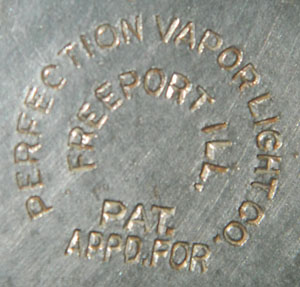 PERFECTION VAPOR LIGHT CO.
FREEPORT ILL.
PAT.
APPD. FOR